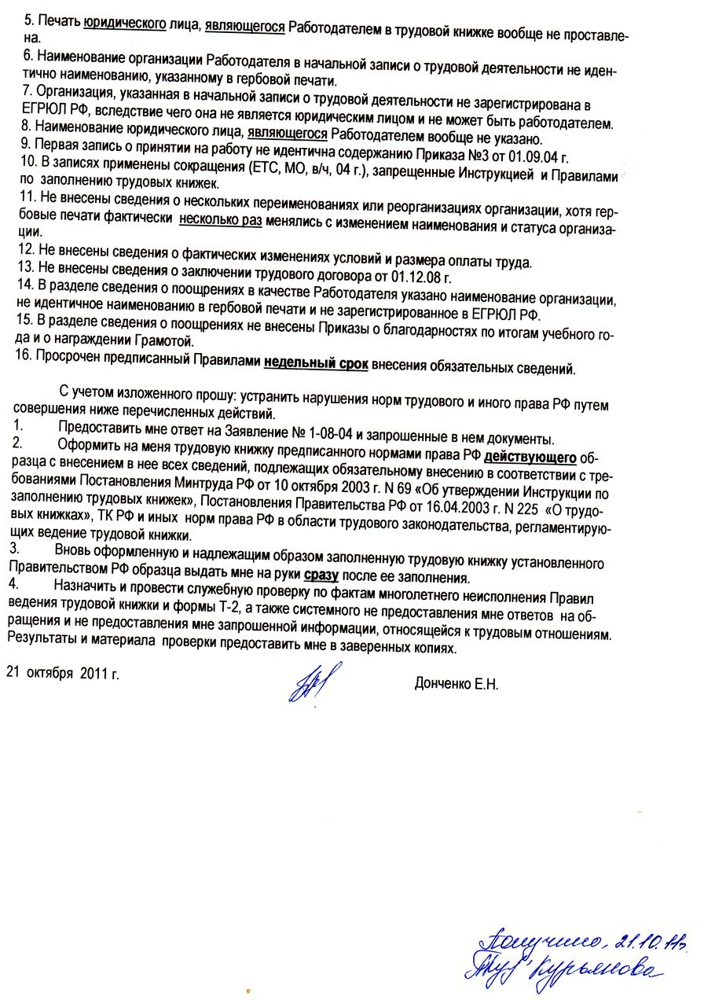 5. Печать юридического лица, являющегося Работодателем в трудовой книжке вообще не проставле-
на.
6. Наименование организации Работодателя в начальной записи о трудовой деятельности не иден-
тично наименованию, указанному в гербовой печати.
7. Организация, указанная в начальной записи о трудовой деятельности не зарегистрирована в
ЕГРЮЛ РФ, вследствие чего она не является юридическим лицом и не может быть работодателем.
8. Наименование юридического лица, являющегося Работодателем вообще не указано.
9. Первая запись о принятии на работу не идентична содержанию Приказа №3 от 01.09.04 г.
10. В записях применены сокращения (ЕТС, МО, в/ч, 04 г.), запрещенные Инструкцией и Правилами
по заполнению трудовых книжек.
11. Не внесены сведения о нескольких переименованиях или реорганизациях организации, хотя гер-
бовые печати фактически несколько раз менялись с изменением наименования и статуса организа-
ции.
12. Не внесены сведения о фактических изменениях условий и размера оплаты труда.
13. Не внесены сведения о заключении трудового договора от 01.12.08 г.
14. В разделе сведения о поощрениях в качестве Работодателя указано наименование организации,
не идентичное наименованию в гербовой печати и не зарегистрированное в ЕГРЮЛ РФ.
15. В разделе сведения о поощрениях не внесены Приказы о благодарностях по итогам учебного го-
да и о награждении Грамотой.
16. Просрочен предписанный Правилами недельный срок внесения обязательных сведений.
С учетом изложенного прошу: устранить нарушения норм трудового и иного права РФ путем
совершения ниже перечисленных действий.
1. Предоставить мне ответ на Заявление № 1-08-04 и запрошенные в нем документы.
2. Оформить на меня трудовую книжку предписанного нормами права РФ действующего об-
разца с внесением в нее всех сведений, подлежащих обязательному внесению в соответствии с тре-
бованиями Постановления Минтруда РФ от 10 октября 2003 г. N 69 «Об утверждении Инструкции по
заполнению трудовых книжек», Постановления Правительства РФ от 16.04.2003 г. N 225 «О трудо-
вых книжках», ТК РФ и иных норм права РФ в области трудового законодательства, регламентирую-
щих ведение трудовой книжки.
3. Вновь оформленную и надлежащим образом заполненную трудовую книжку установленного
Правительством РФ образца выдать мне на руки сразу после ее заполнения.
4. Назначить и провести служебную проверку по фактам многолетнего неисполнения Правил
ведения трудовой книжки и формы Т-2, а также системного не предоставления мне ответов на об-
ращения и не предоставления мне запрошенной информации, относящейся к трудовым отношениям.
Результаты и материала проверки предоставить мне в заверенных копиях.
21 октября 2011 г. Донченко Е.Н.
Получено, 21.10.11г.
Курьянова